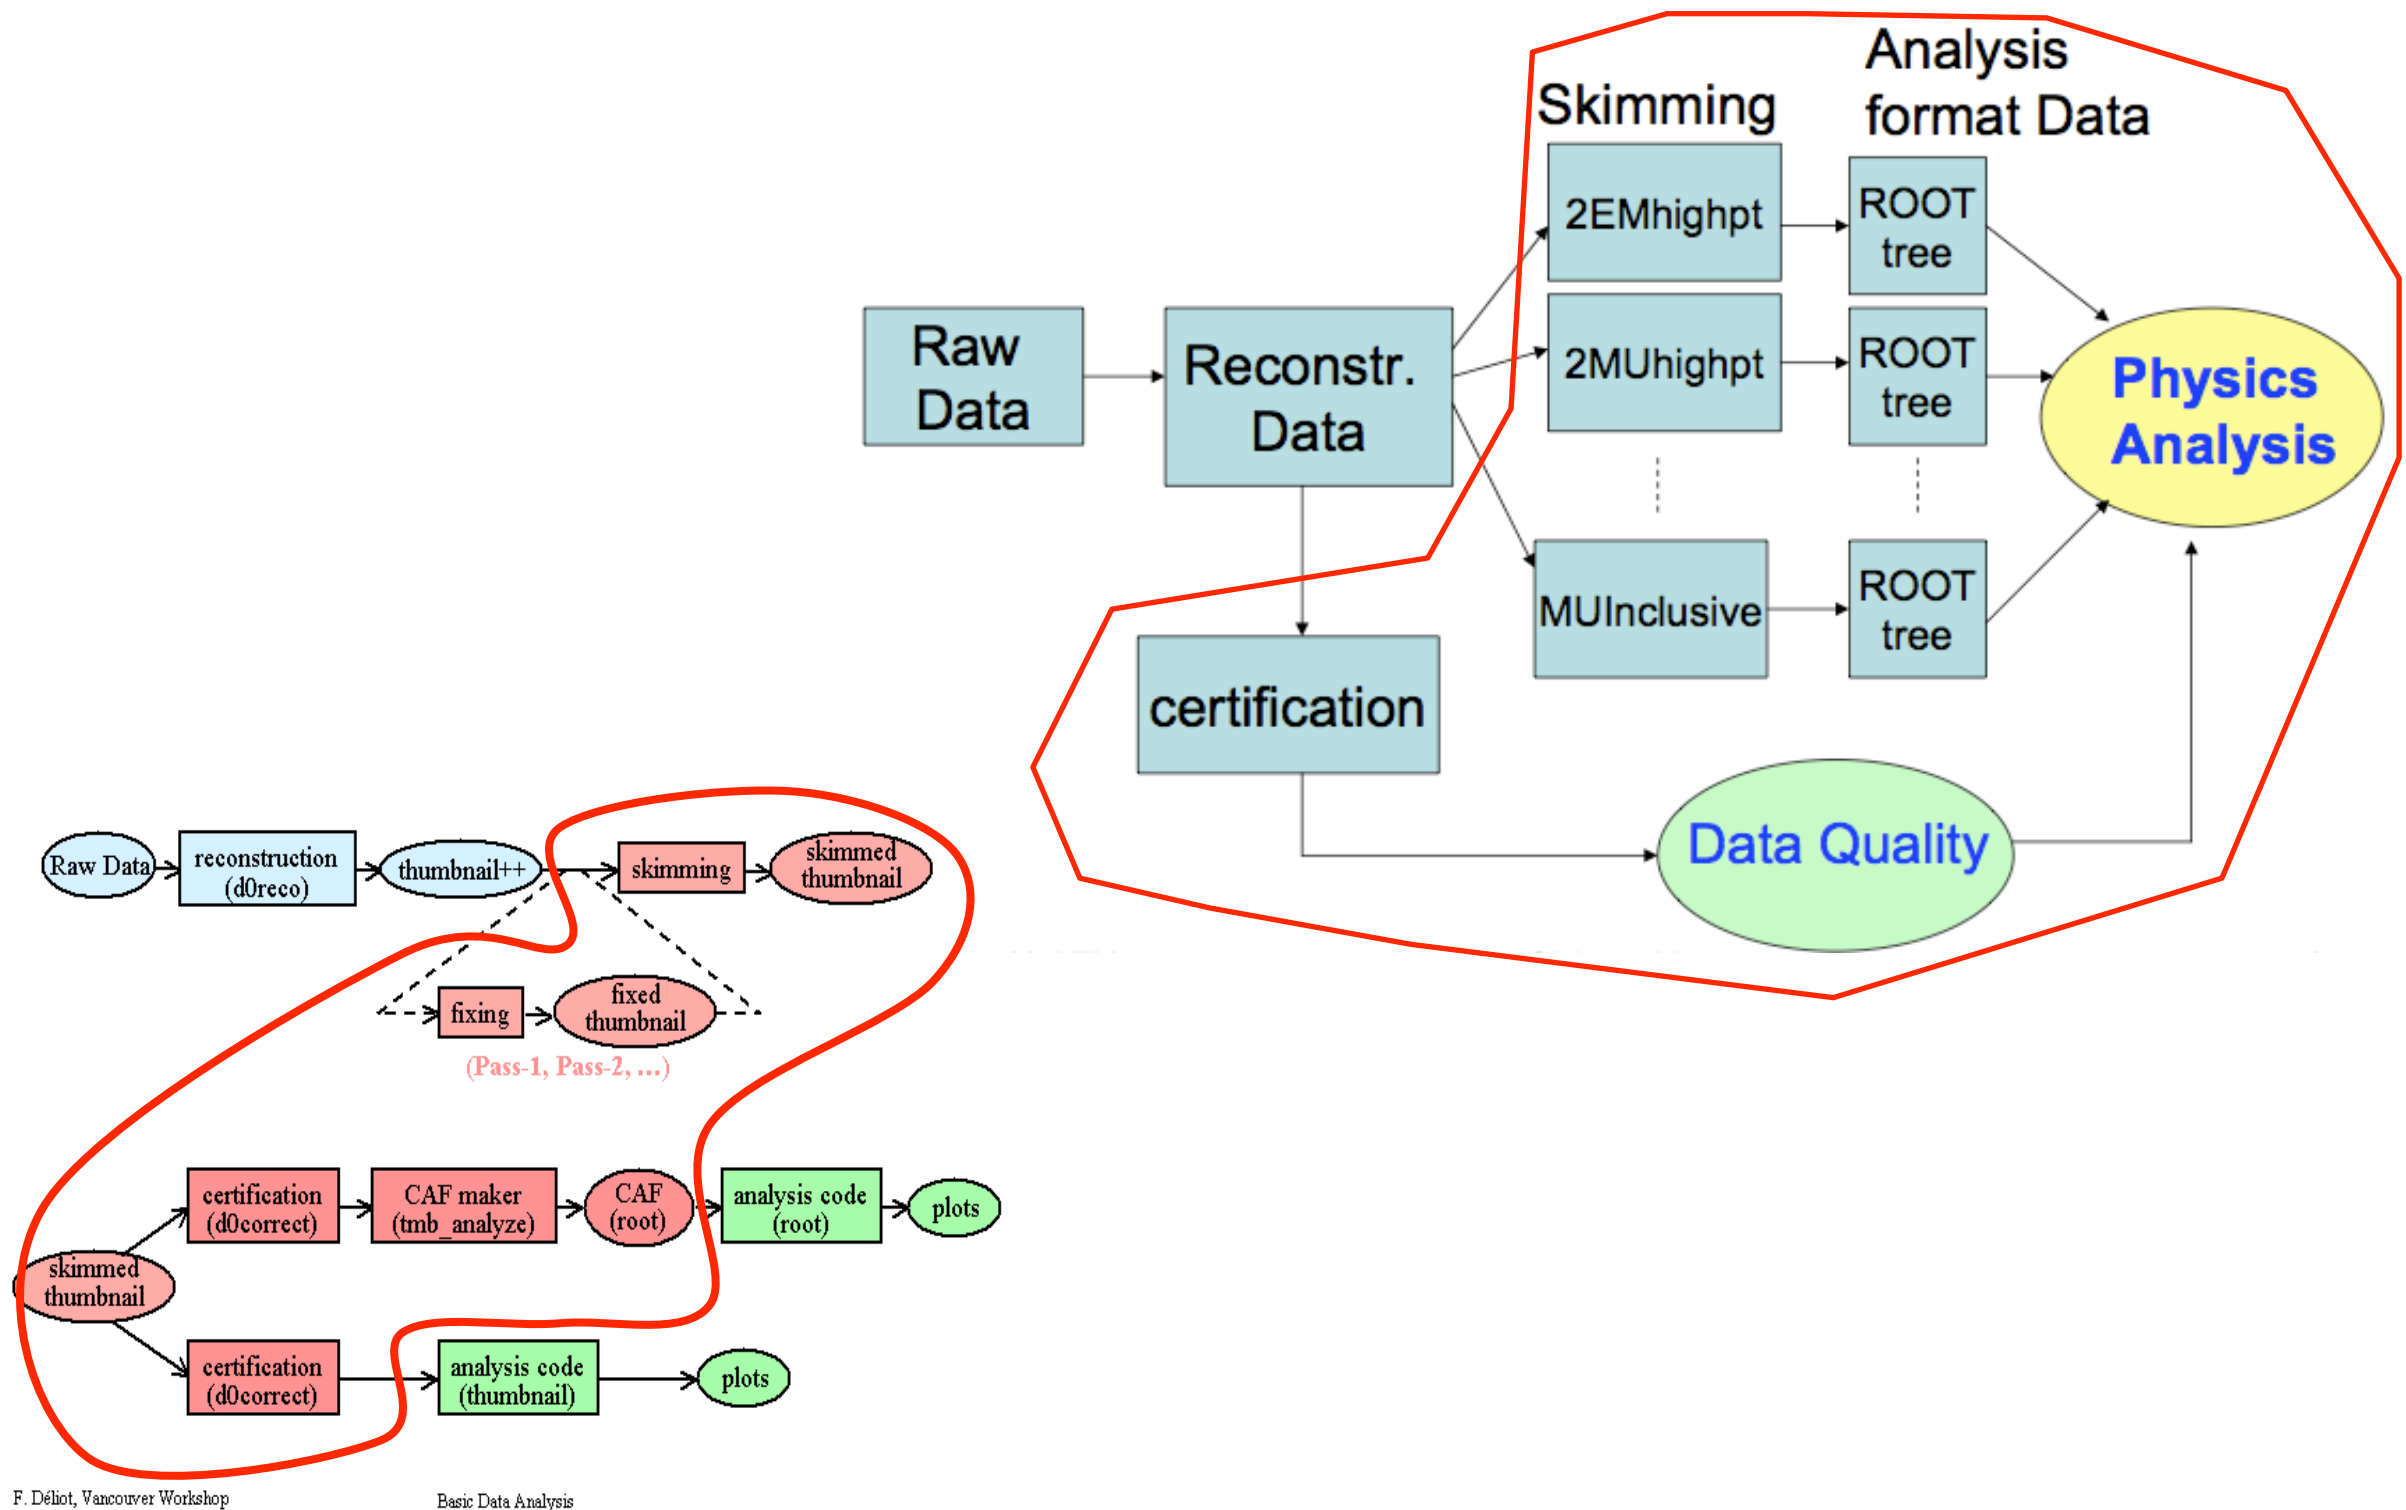 Analysis
format Data
Skimming
2EMhighpt
ROOT
tree
Raw
Data
Reconstr.
Data
2MUhighpt
ROOT
tree
Physics
Analysis
MUInclusive
ROOT
tree
certification
Data Quality
Raw Data
reconstruction
(d0reco)
thumbnail++
skimming
skimmed
thumbnail
fixing
fixed
thumbnail
(Pass-1, Pass-2, ...)
certification
(d0correct)
CAF maker
(tmb_analyze)
CAF
(root)
analysis code
(root)
plots
skimmed
thumbnail
certification
(d0correct)
analysis code
(thumbnail)
plots
F. Déliot, Vancouver Workshop
Basic Data Analysis